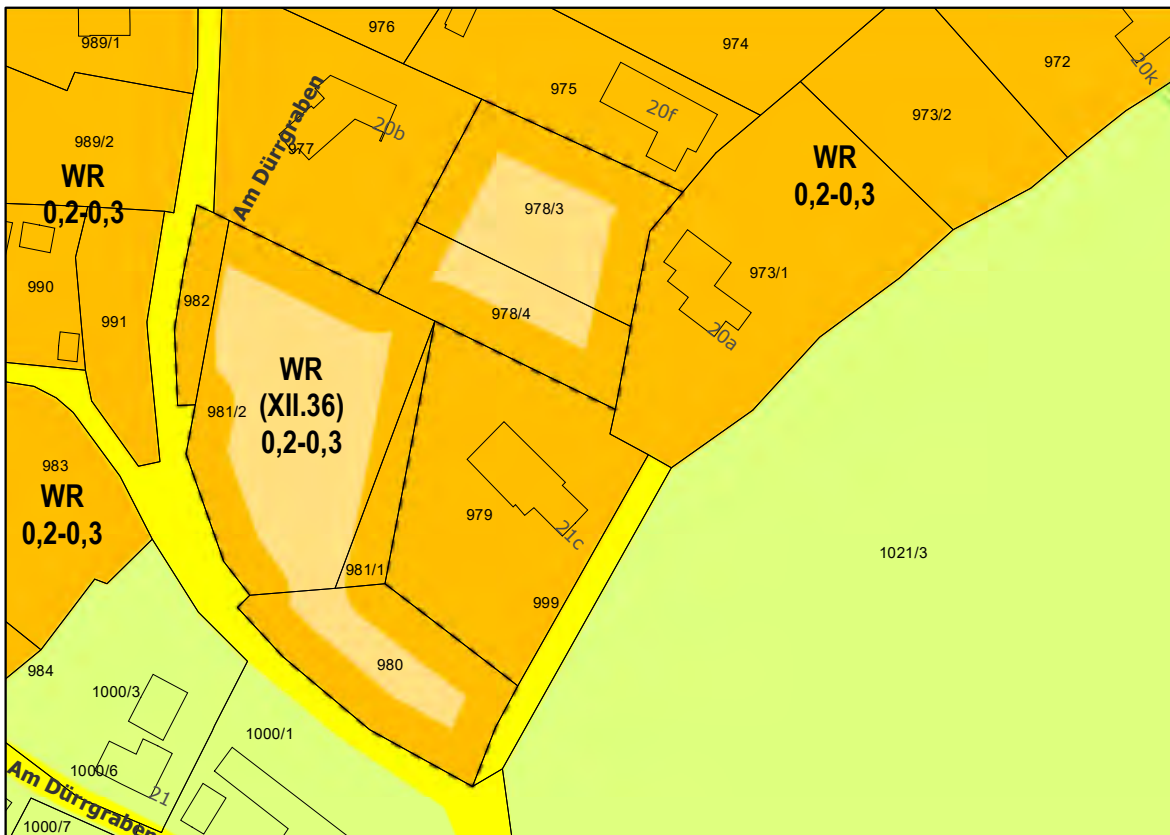 976
974
972
989/1
975
20k
20f
973/2
20b
977
989/2
Am Dürrgraben
WR
0,2-0,3
WR
0,2-0,3
978/3
973/1
990
982
991
978/4
20a
WR
(XII.36)
0,2-0,3
981/2
983
WR
0,2-0,3
979
21c
1021/3
981/1
999
980
984
1000/3
1000/1
1000/6
21
Am Dürrgraben
1000/7